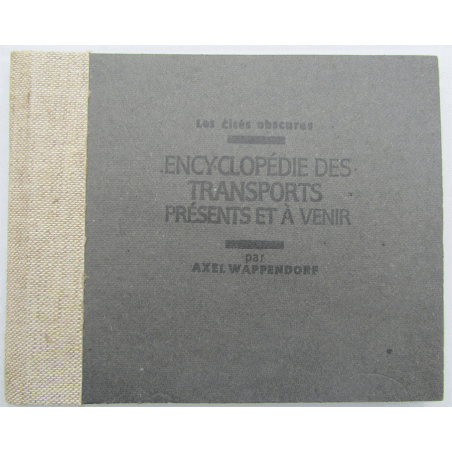 Les cités obscures
ENCYCLOPÉDIE DES
TRANSPORTS
PRÉSENTS ET À VENIR
par
AXEL WAPPENDORF